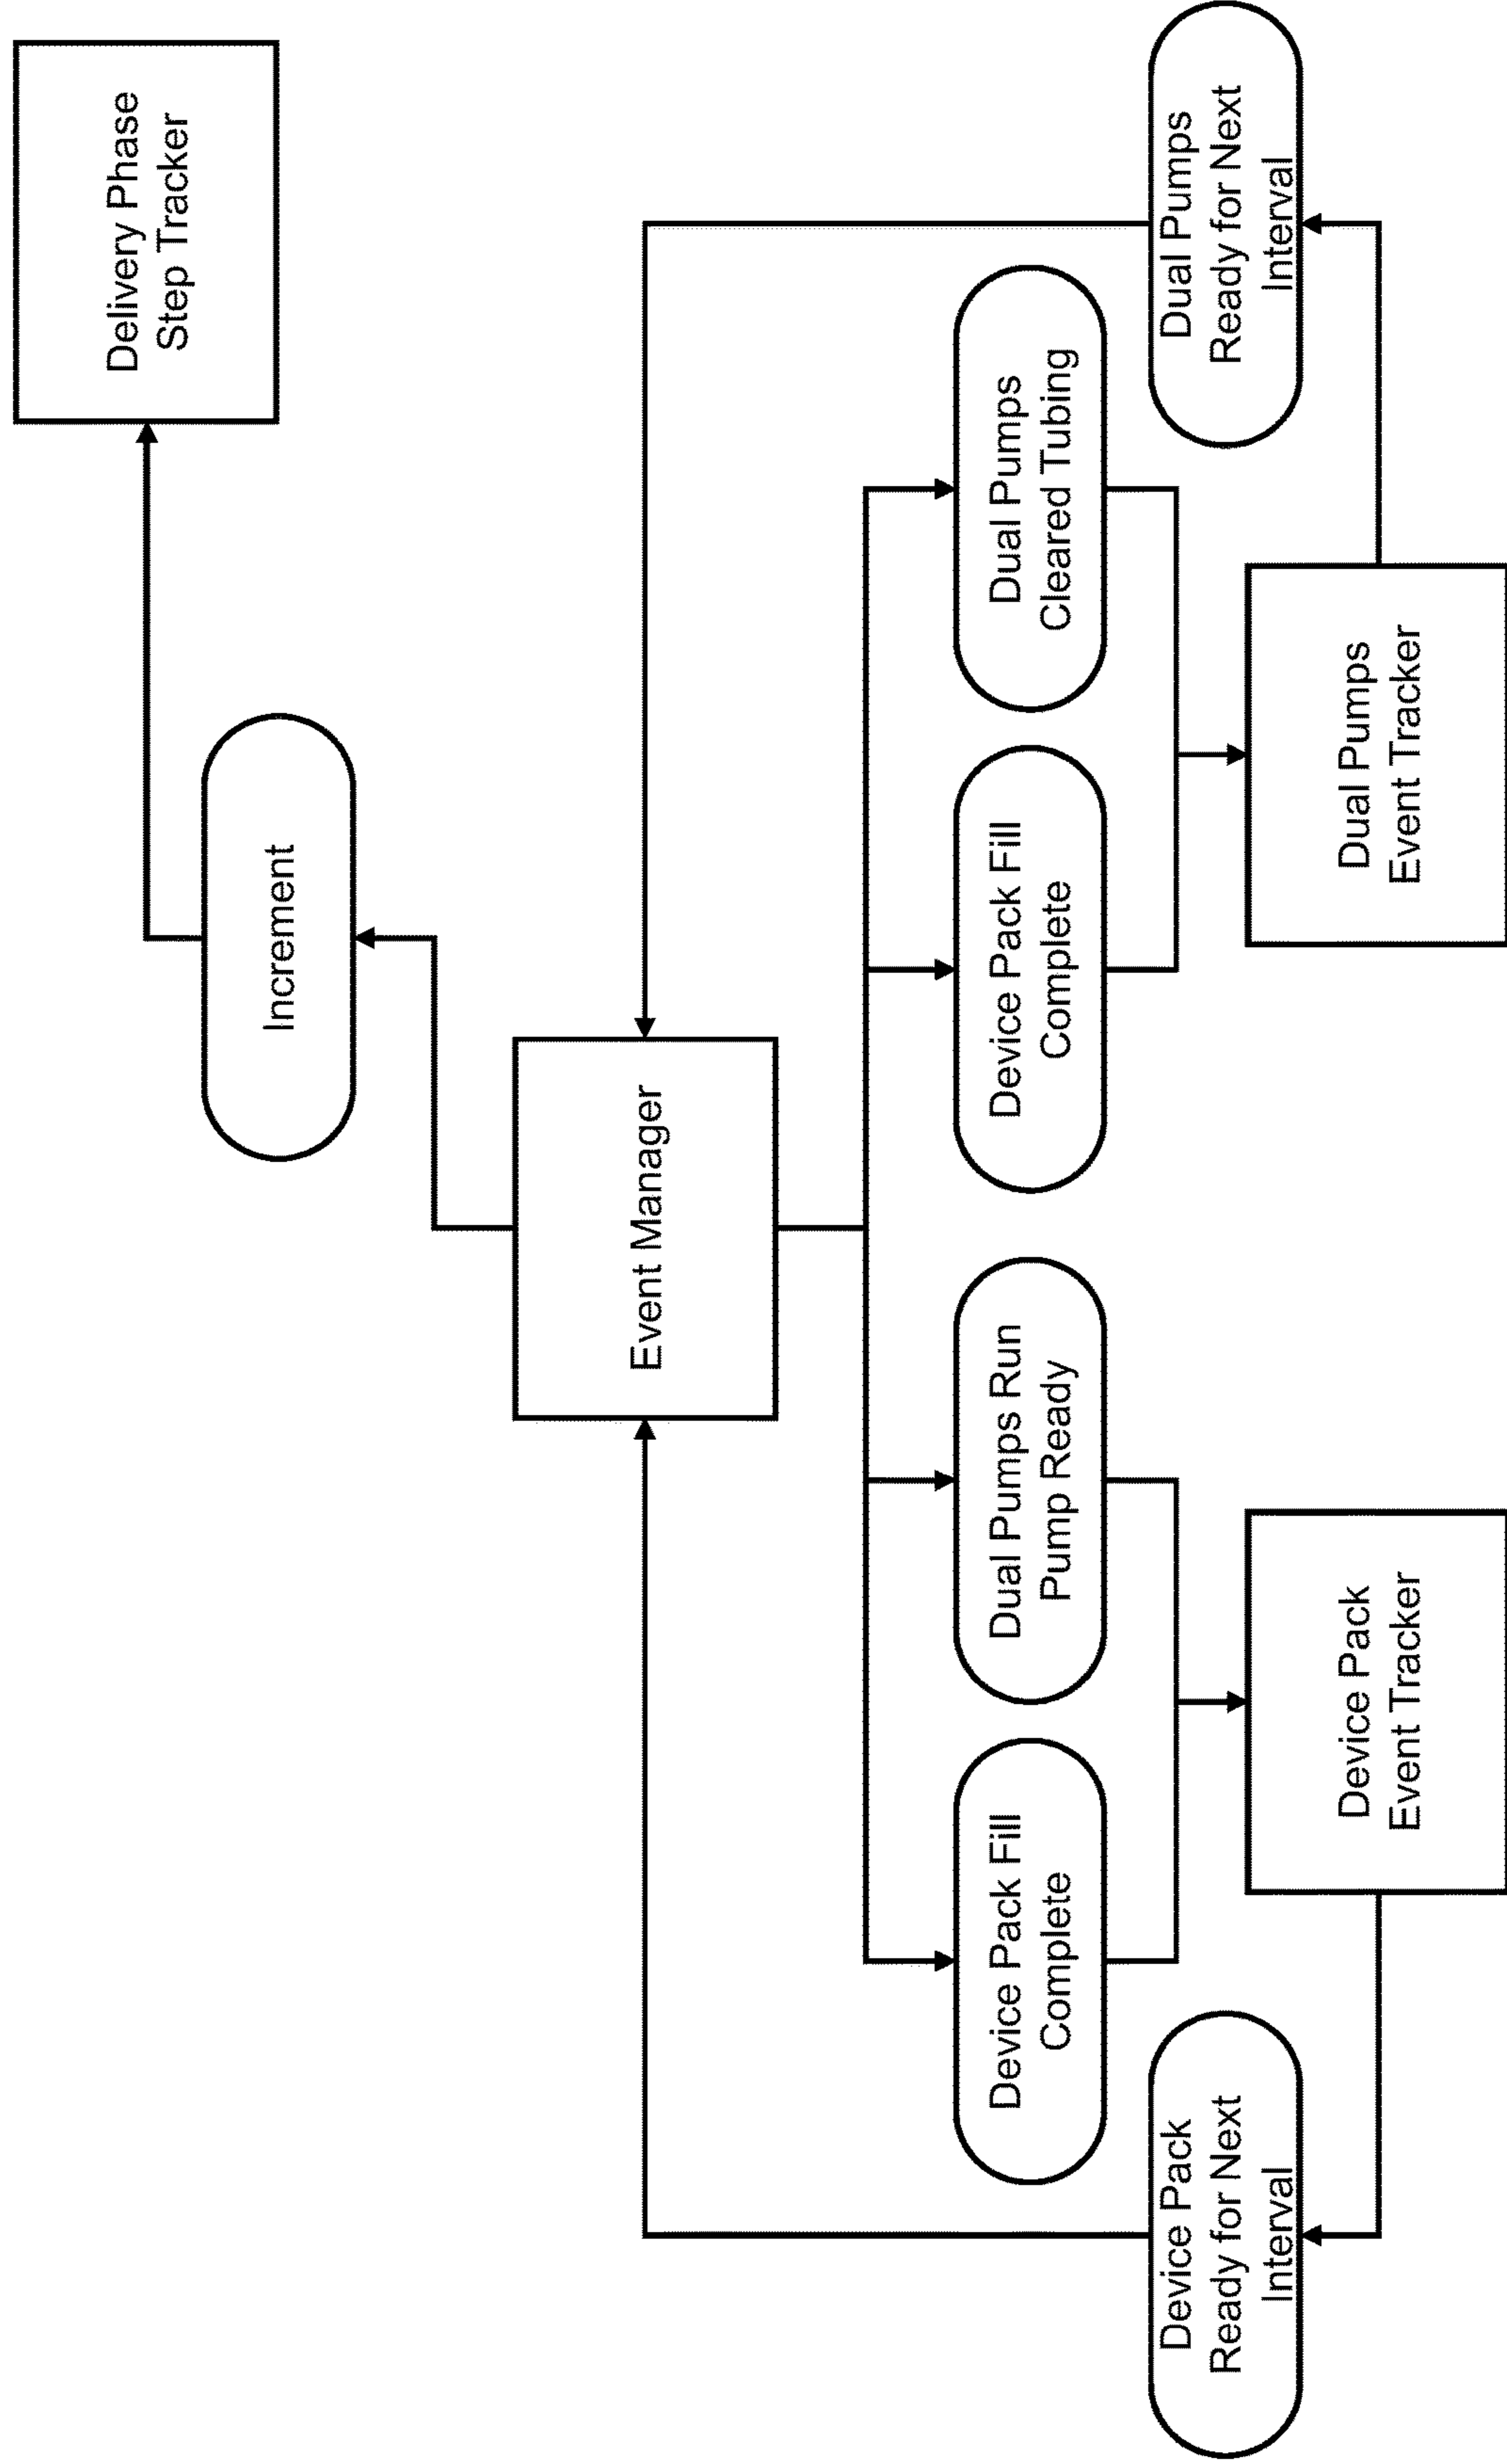 Delivery Phase
Step Tracker
Increment
Event Manager
Device Pack Fill
Complete
Dual Pumps Run
Pump Ready
Device Pack Fill
Complete
Dual Pumps
Cleared Tubing
Device Pack
Ready for Next
Interval
Dual Pumps
Ready for Next
Interval
Device Pack
Event Tracker
Dual Pumps
Event Tracker